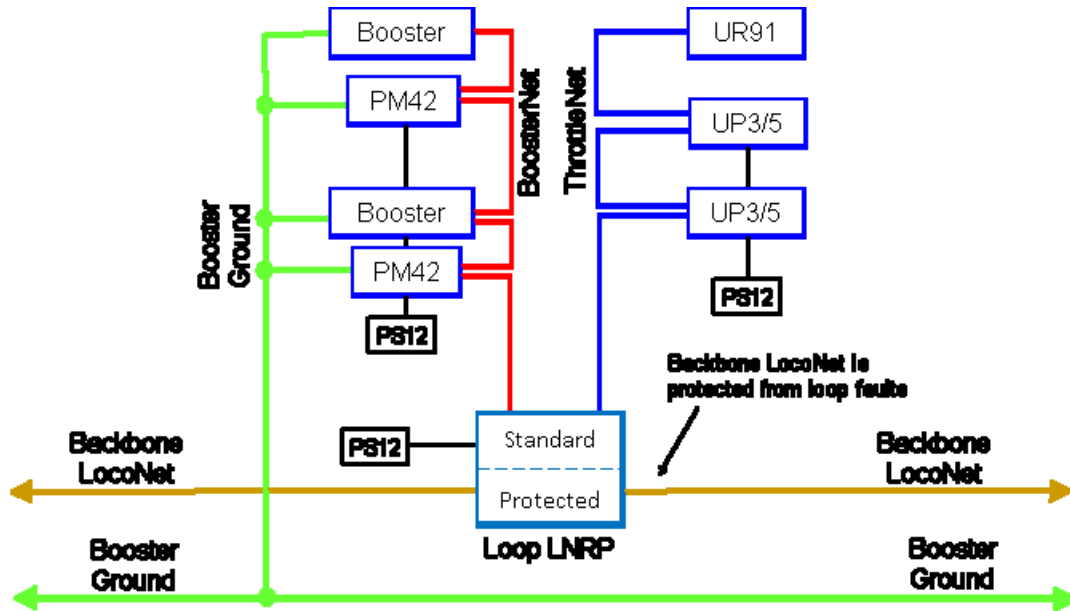 Booster
UR91
PM42
BoosterNet
ThrottleNet
UP3/5
Booster
UP3/5
Booster
Ground
PM42
PS12
PS12
Backbone LocoNet is
protected from loop faults
Backbone
LocoNet
PS12
Standard
Protected
Backbone
LocoNet
Loop LNRP
Booster
Ground
Booster
Ground